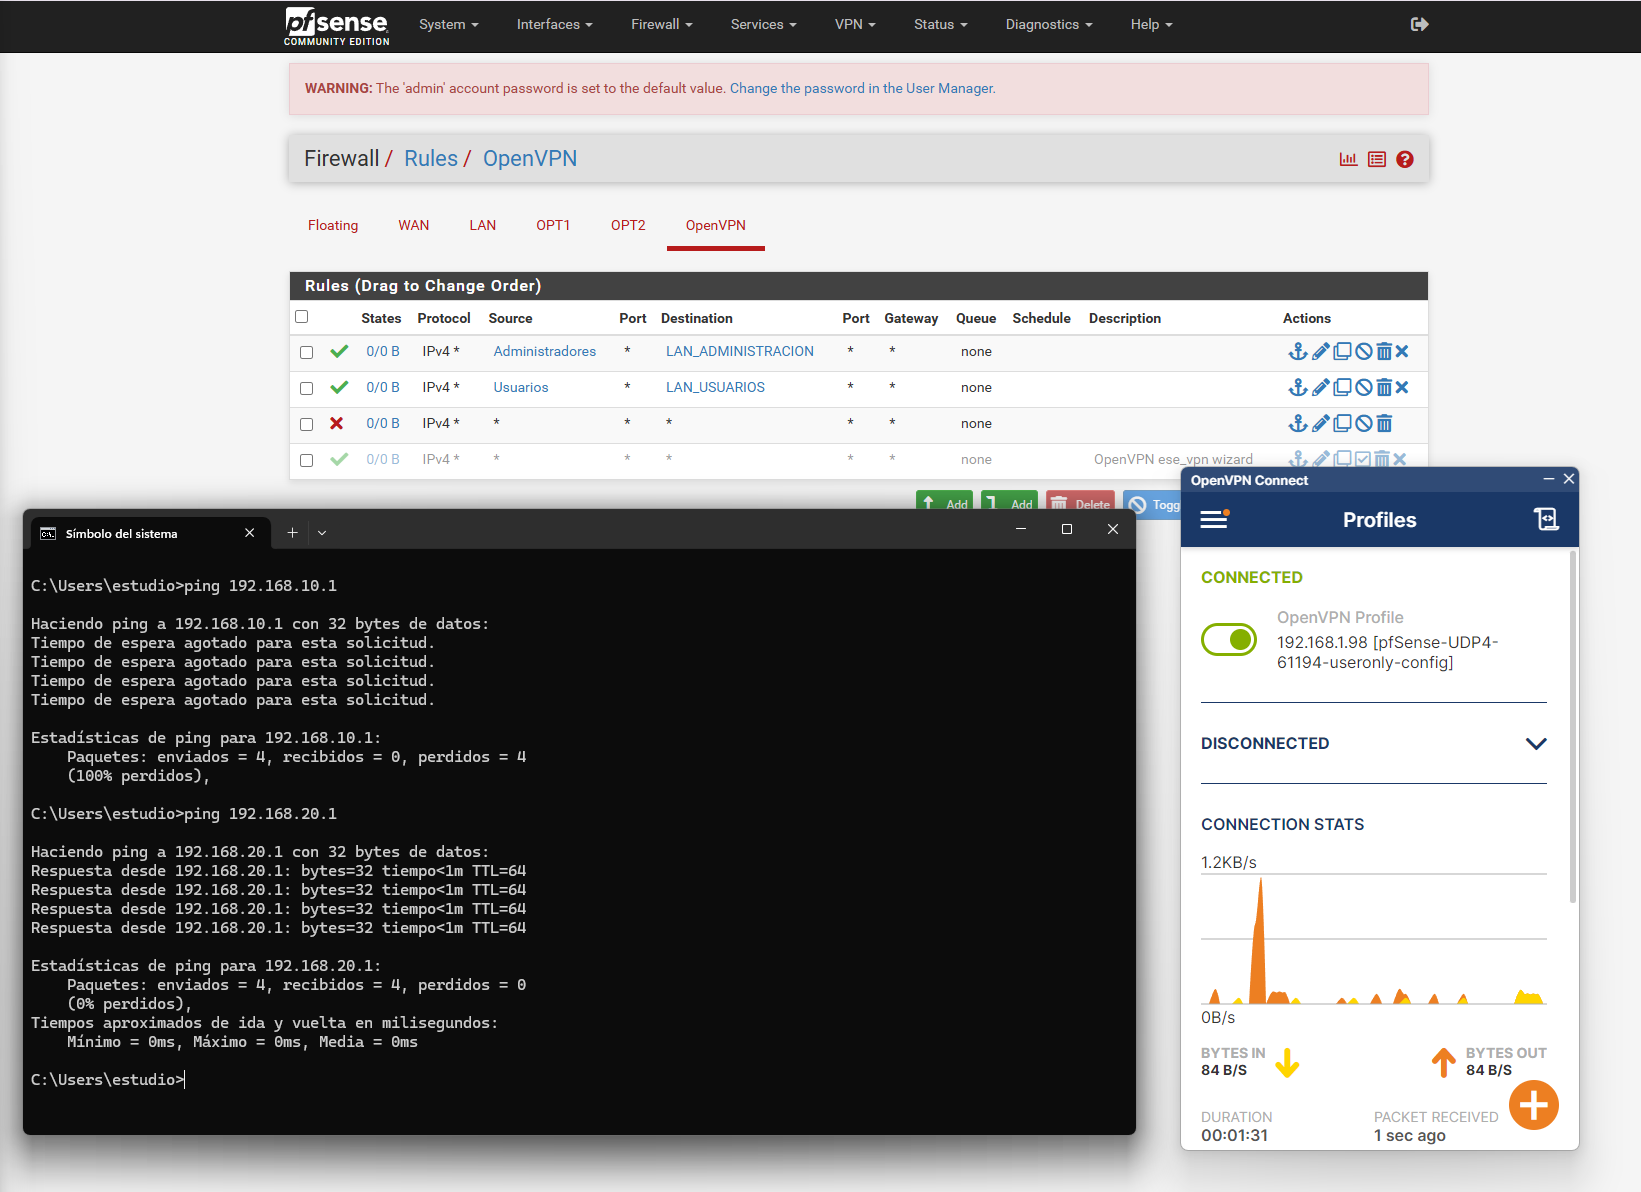 pfsense
COMMUNITY EDITION
System Interfaces Firewall Services VPN Status Diagnostics Help
WARNING: The 'admin' account password is set to the default value. Change the password in the User Manager.
Firewall / Rules / OpenVPN
Floating WAN LAN OPT1 OPT2 OpenVPN
Rules (Drag to Change Order)
States Protocol Source Port Destination Port Gateway Queue Schedule Description Actions
0/0 B IPv4 * Administradores * LAN_ADMINISTRACION * * none
0/0 B IPv4 * Usuarios * LAN_USUARIOS * * none
0/0 B IPv4 * * * * * * none
0/0 B IPv4 * * * * * * none OpenVPN ese_vpn wizard
Add Add Delete Togg
Símbolo del sistema
C:\Users\estudio>ping 192.168.10.1
Haciendo ping a 192.168.10.1 con 32 bytes de datos:
Tiempo de espera agotado para esta solicitud.
Tiempo de espera agotado para esta solicitud.
Tiempo de espera agotado para esta solicitud.
Tiempo de espera agotado para esta solicitud.
Estadísticas de ping para 192.168.10.1:
Paquetes: enviados = 4, recibidos = 0, perdidos = 4
(100% perdidos),
C:\Users\estudio>ping 192.168.20.1
Haciendo ping a 192.168.20.1 con 32 bytes de datos:
Respuesta desde 192.168.20.1: bytes=32 tiempo<1m TTL=64
Respuesta desde 192.168.20.1: bytes=32 tiempo<1m TTL=64
Respuesta desde 192.168.20.1: bytes=32 tiempo<1m TTL=64
Respuesta desde 192.168.20.1: bytes=32 tiempo<1m TTL=64
Estadísticas de ping para 192.168.20.1:
Paquetes: enviados = 4, recibidos = 4, perdidos = 0
(0% perdidos),
Tiempos aproximados de ida y vuelta en milisegundos:
Mínimo = 0ms, Máximo = 0ms, Media = 0ms
C:\Users\estudio>
OpenVPN Connect
Profiles
CONNECTED
OpenVPN Profile
192.168.1.98 [pfSense-UDP4-
61194-useronly-config]
DISCONNECTED
CONNECTION STATS
1.2KB/s
0B/s
BYTES IN BYTES OUT
84 B/S 84 B/S
DURATION PACKET RECEIVED
00:01:31 1 sec ago